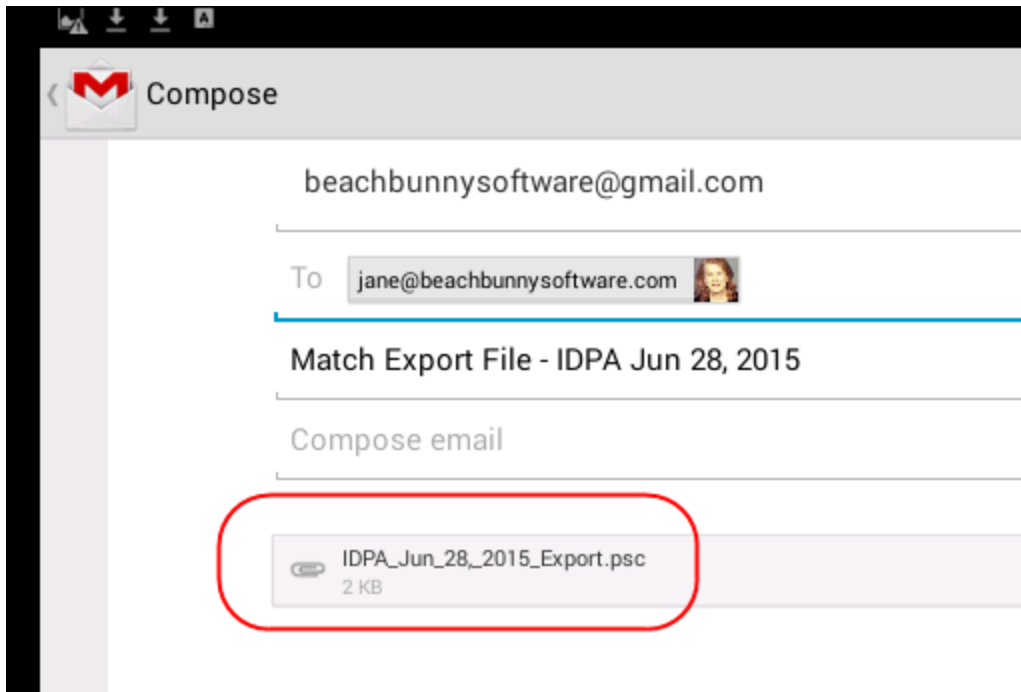 Compose
beachbunnysoftware@gmail.com
To jane@beachbunnysoftware.com
Match Export File - IDPA Jun 28, 2015
Compose email
IDPA_Jun_28,_2015_Export.psc
2 KB